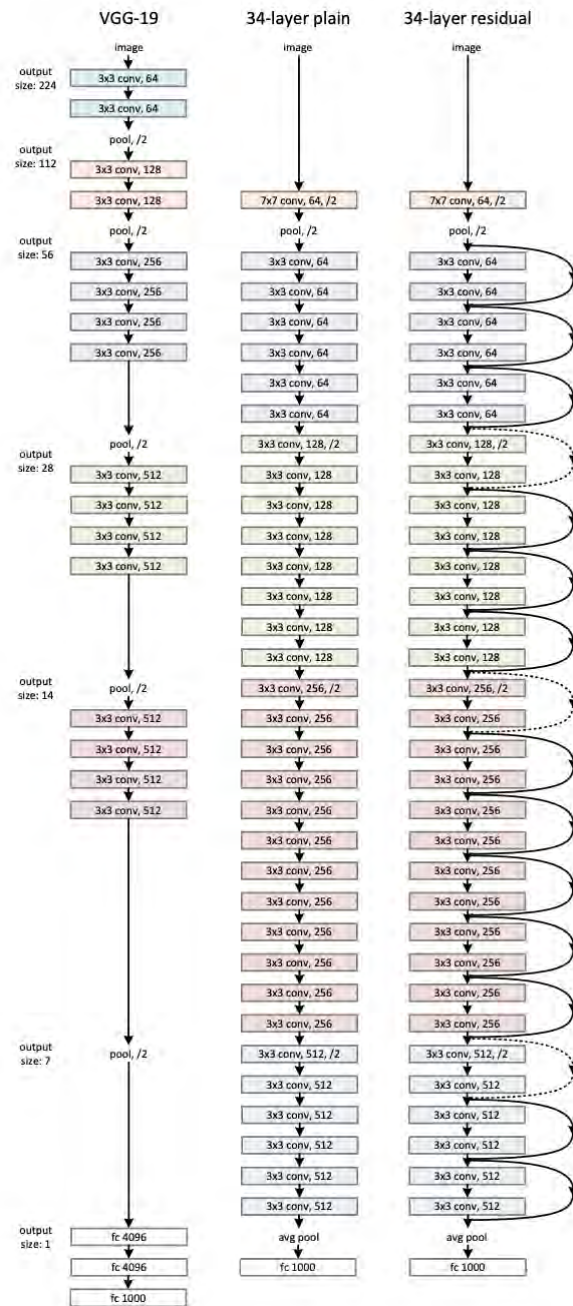 VGG-19
34-layer plain
34-layer residual
output
size: 224
output
size: 112
output
size: 56
output
size: 28
output
size: 14
output
size: 7
output
size: 1
image
3x3 conv, 64
3x3 conv, 64
pool, /2
3x3 conv, 128
3x3 conv, 128
pool, /2
3x3 conv, 256
3x3 conv, 256
3x3 conv, 256
3x3 conv, 256
pool, /2
3x3 conv, 512
3x3 conv, 512
3x3 conv, 512
3x3 conv, 512
pool, /2
3x3 conv, 512
3x3 conv, 512
3x3 conv, 512
3x3 conv, 512
pool, /2
fc 4096
fc 4096
fc 1000
image
7x7 conv, 64, /2
pool, /2
3x3 conv, 64
3x3 conv, 64
3x3 conv, 64
3x3 conv, 64
3x3 conv, 64
3x3 conv, 64
3x3 conv, 128, /2
3x3 conv, 128
3x3 conv, 128
3x3 conv, 128
3x3 conv, 128
3x3 conv, 128
3x3 conv, 128
3x3 conv, 128
3x3 conv, 256, /2
3x3 conv, 256
3x3 conv, 256
3x3 conv, 256
3x3 conv, 256
3x3 conv, 256
3x3 conv, 256
3x3 conv, 256
3x3 conv, 256
3x3 conv, 256
3x3 conv, 256
3x3 conv, 256
3x3 conv, 512, /2
3x3 conv, 512
3x3 conv, 512
3x3 conv, 512
3x3 conv, 512
3x3 conv, 512
avg pool
fc 1000
image
7x7 conv, 64, /2
pool, /2
3x3 conv, 64
3x3 conv, 64
3x3 conv, 64
3x3 conv, 64
3x3 conv, 64
3x3 conv, 64
3x3 conv, 128, /2
3x3 conv, 128
3x3 conv, 128
3x3 conv, 128
3x3 conv, 128
3x3 conv, 128
3x3 conv, 128
3x3 conv, 128
3x3 conv, 256, /2
3x3 conv, 256
3x3 conv, 256
3x3 conv, 256
3x3 conv, 256
3x3 conv, 256
3x3 conv, 256
3x3 conv, 256
3x3 conv, 256
3x3 conv, 256
3x3 conv, 256
3x3 conv, 256
3x3 conv, 512, /2
3x3 conv, 512
3x3 conv, 512
3x3 conv, 512
3x3 conv, 512
3x3 conv, 512
avg pool
fc 1000